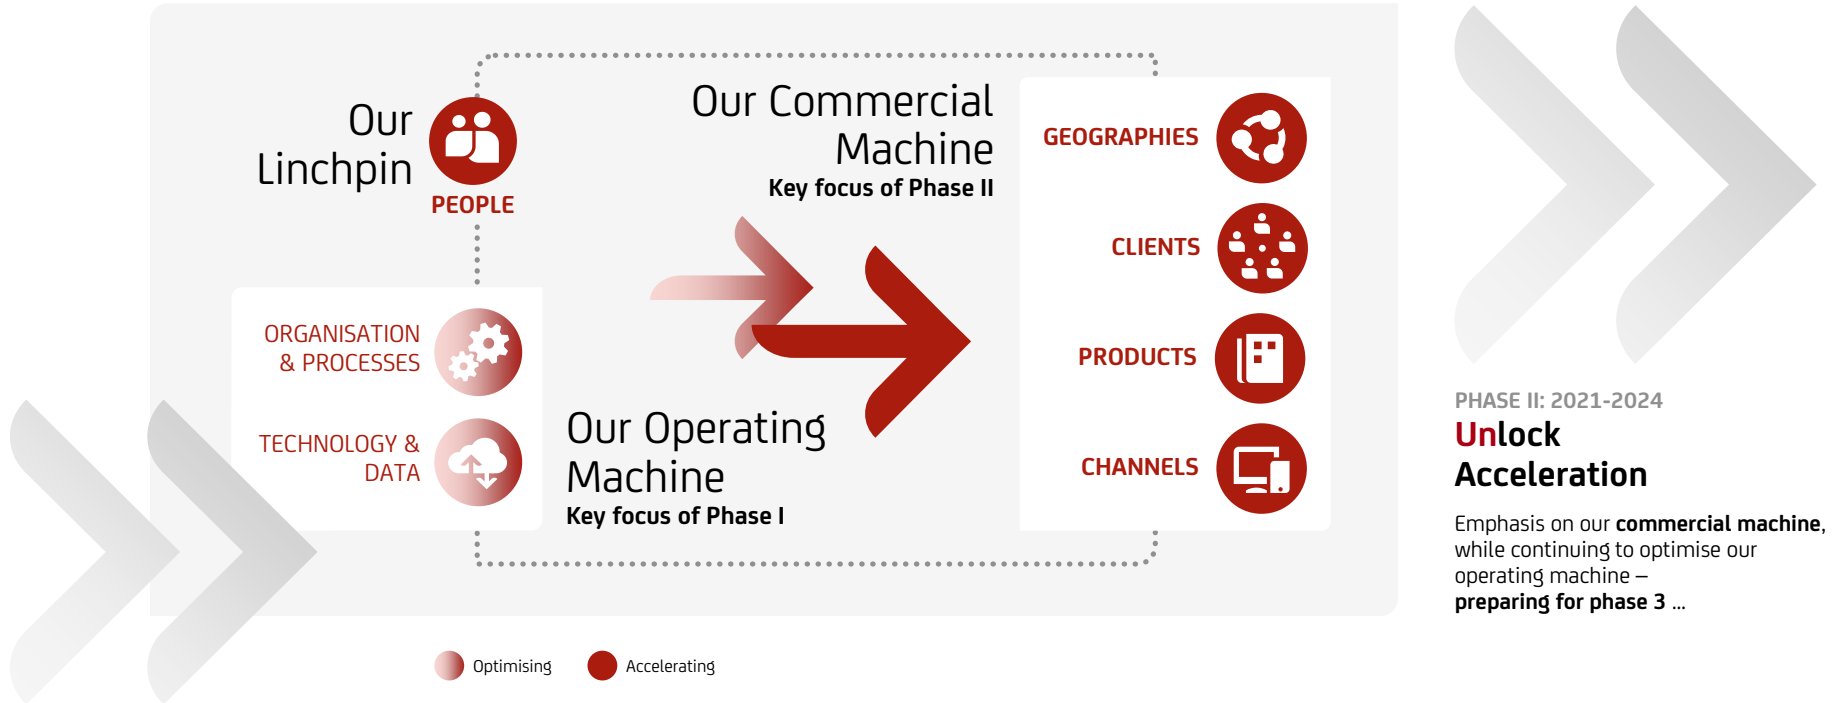 Our
Linchpin
PEOPLE
ORGANISATION
& PROCESSES
TECHNOLOGY &
DATA
Our Operating
Machine
Key focus of Phase I
Our Commercial
Machine
Key focus of Phase II
GEOGRAPHIES
CLIENTS
PRODUCTS
CHANNELS
Optimising
Accelerating
PHASE II: 2021-2024
Unlock
Acceleration
Emphasis on our commercial machine,
while continuing to optimise our
operating machine –
preparing for phase 3 ...